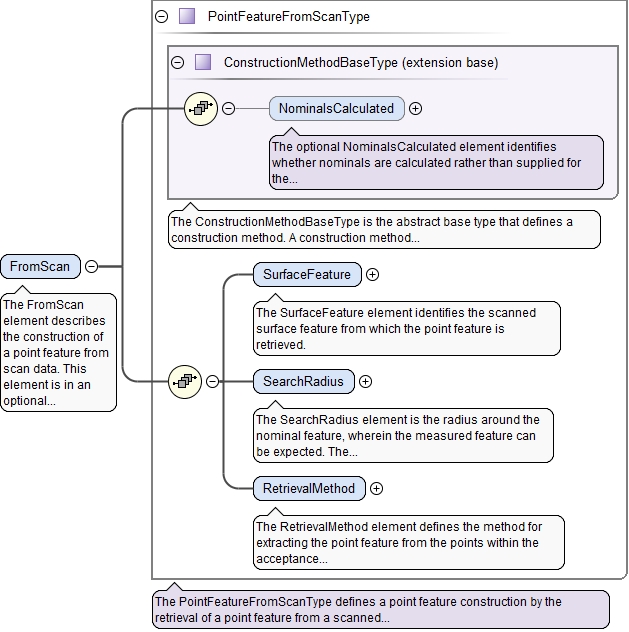 PointFeatureFromScanType
ConstructionMethodBaseType (extension base)
NominalsCalculated
The optional NominalsCalculated element identifies
whether nominals are calculated rather than supplied for
the...
The ConstructionMethodBaseType is the abstract base type that defines a
construction method. A construction method...
FromScan
The FromScan
element describes
the construction of
a point feature from
scan data. This
element is in an
optional...
SurfaceFeature
The SurfaceFeature element identifies the scanned
surface feature from which the point feature is
retrieved.
SearchRadius
The SearchRadius element is the radius around the
nominal feature, wherein the measured feature can
be expected. The...
RetrievalMethod
The RetrievalMethod element defines the method for
extracting the point feature from the points within the
acceptance...
The PointFeatureFromScanType defines a point feature construction by the
retrieval of a point feature from a scanned...